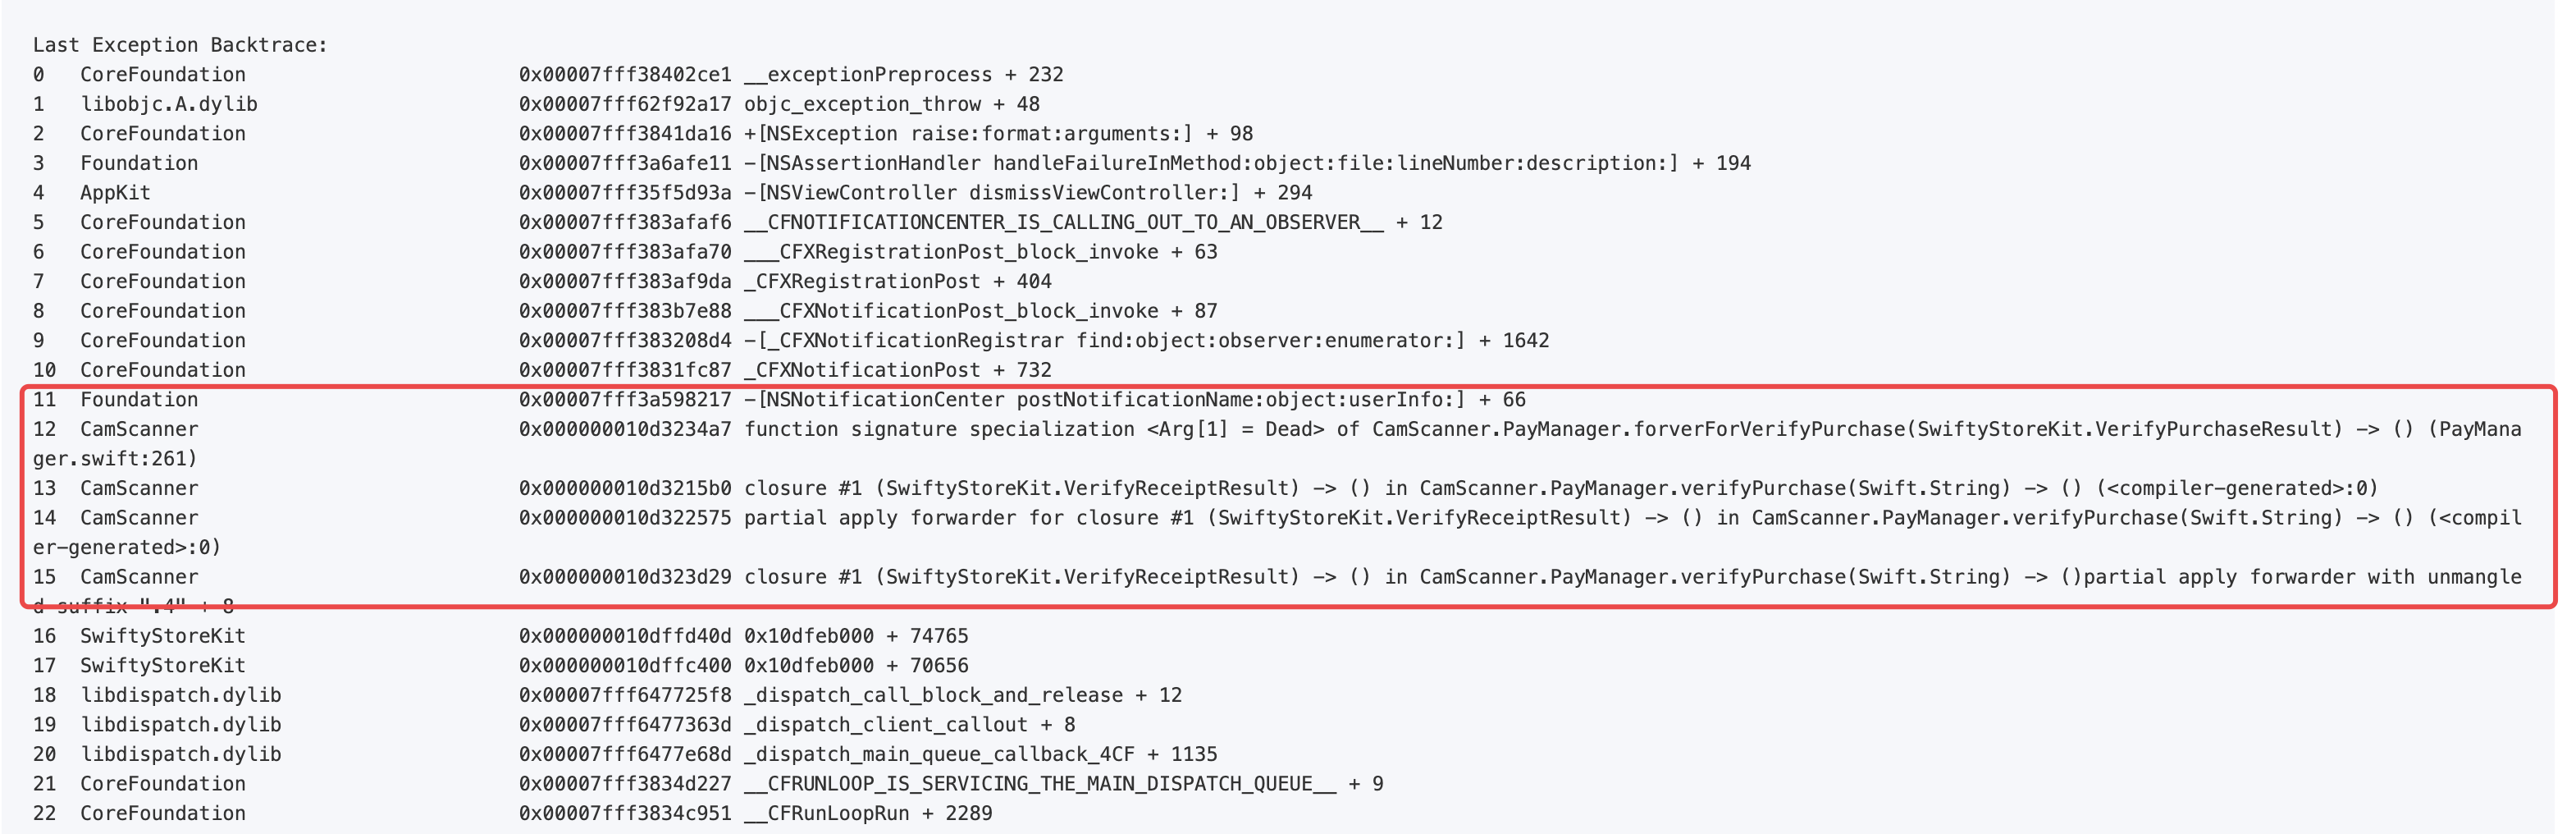 Last Exception Backtrace:
0   CoreFoundation                       0x00007fff38402ce1 __exceptionPreprocess + 232
1   libobjc.A.dylib                      0x00007fff62f92a17 objc_exception_throw + 48
2   CoreFoundation                       0x00007fff3841da16 +[NSException raise:format:arguments:] + 98
3   Foundation                           0x00007fff3a6afe11 -[NSAssertionHandler handleFailureInMethod:object:file:lineNumber:description:] + 194
4   AppKit                               0x00007fff35f5d93a -[NSViewController dismissViewController:] + 294
5   CoreFoundation                       0x00007fff383afaf6 __CFNOTIFICATIONCENTER_IS_CALLING_OUT_TO_AN_OBSERVER__ + 12
6   CoreFoundation                       0x00007fff383afa70 ___CFXRegistrationPost_block_invoke + 63
7   CoreFoundation                       0x00007fff383af9da _CFXRegistrationPost + 404
8   CoreFoundation                       0x00007fff383b7e88 ___CFXNotificationPost_block_invoke + 87
9   CoreFoundation                       0x00007fff383208d4 -[_CFXNotificationRegistrar find:object:observer:enumerator:] + 1642
10  CoreFoundation                       0x00007fff3831fc87 _CFXNotificationPost + 732
11  Foundation                           0x00007fff3a598217 -[NSNotificationCenter postNotificationName:object:userInfo:] + 66
12  CamScanner                           0x000000010d3234a7 function signature specialization <Arg[1] = Dead> of CamScanner.PayManager.forverForVerifyPurchase(SwiftyStoreKit.VerifyPurchaseResult) -> () (PayMana
ger.swift:261)
13  CamScanner                           0x000000010d3215b0 closure #1 (SwiftyStoreKit.VerifyReceiptResult) -> () in CamScanner.PayManager.verifyPurchase(Swift.String) -> () (<compiler-generated>:0)
14  CamScanner                           0x000000010d322575 partial apply forwarder for closure #1 (SwiftyStoreKit.VerifyReceiptResult) -> () in CamScanner.PayManager.verifyPurchase(Swift.String) -> () (<compil
er-generated>:0)
15  CamScanner                           0x000000010d323d29 closure #1 (SwiftyStoreKit.VerifyReceiptResult) -> () in CamScanner.PayManager.verifyPurchase(Swift.String) -> ()partial apply forwarder with unmangle
d suffix ".4" + 8
16  SwiftyStoreKit                       0x000000010dffd40d 0x10dfeb000 + 74765
17  SwiftyStoreKit                       0x000000010dffc400 0x10dfeb000 + 70656
18  libdispatch.dylib                    0x00007fff647725f8 _dispatch_call_block_and_release + 12
19  libdispatch.dylib                    0x00007fff6477363d _dispatch_client_callout + 8
20  libdispatch.dylib                    0x00007fff6477e68d _dispatch_main_queue_callback_4CF + 1135
21  CoreFoundation                       0x00007fff3834d227 __CFRUNLOOP_IS_SERVICING_THE_MAIN_DISPATCH_QUEUE__ + 9
22  CoreFoundation                       0x00007fff3834c951 __CFRunLoopRun + 2289